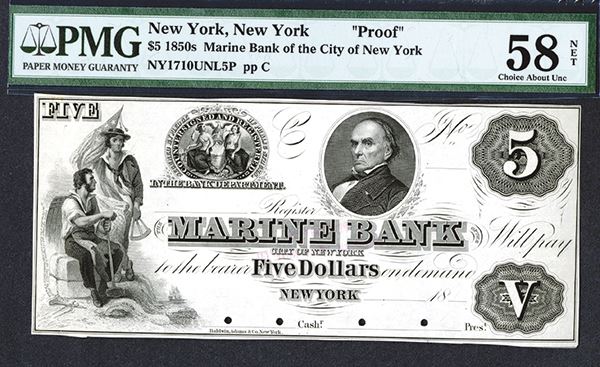 PMG
PAPER MONEY GUARANTY
New York, New York "Proof"
$5 1850s Marine Bank of the City of New York
NY1710UNL5P pp C
58 NET
Choice About Unc
FIVE
COUNTERSIGNED AND REGISTERED
IN THE BANK DEPARTMENT.
Register
C
No
5
MARINE BANK
Will pay
CITY OF NEW YORK
to the bearer Five Dollars on demand
NEW YORK 18
V
Cash.r
Pres.t
Baldwin, Adams & Co. New York.